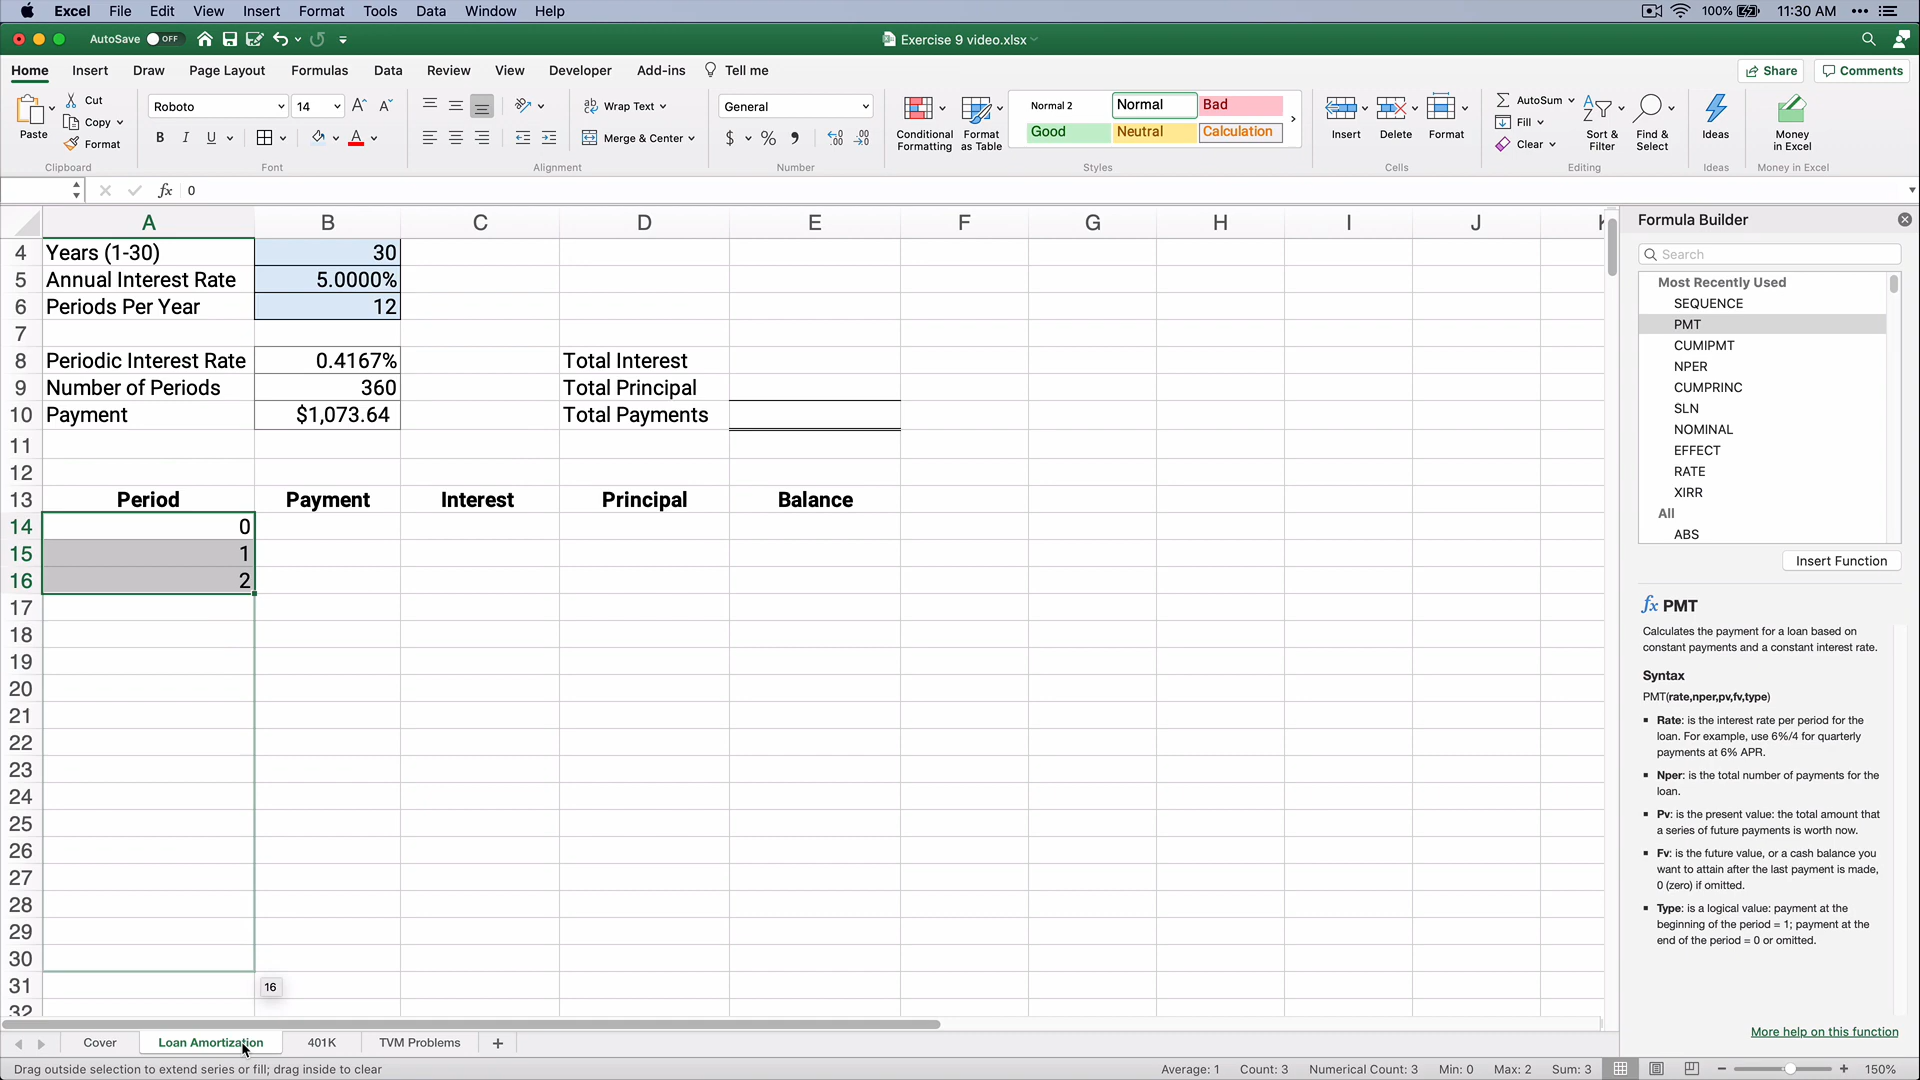 Excel File Edit View Insert Format Tools Data Window Help 100% 11:30 AM
AutoSave OFF Exercise 9 video.xlsx
Home Insert Draw Page Layout Formulas Data Review View Developer Add-ins Tell me Share Comments
Paste Cut Copy Format Clipboard
Roboto 14 B I U A Font
Wrap Text Merge & Center Alignment
General $ % Number
Conditional Formatting Format as Table
Normal 2 Normal Bad Good Neutral Calculation Styles
Insert Delete Format Cells
AutoSum Fill Clear Sort & Filter Find & Select Editing
Ideas Ideas
Money in Excel Money in Excel
fx 0
A B C D E F G H I J K
4 Years (1-30) 30
5 Annual Interest Rate 5.0000%
6 Periods Per Year 12
7
8 Periodic Interest Rate 0.4167% Total Interest
9 Number of Periods 360 Total Principal
10 Payment $1,073.64 Total Payments
11
12
13 Period Payment Interest Principal Balance
14 0
15 1
16 2
17
18
19
20
21
22
23
24
25
26
27
28
29
30
31 16
32
Cover Loan Amortization 401K TVM Problems +
Drag outside selection to extend series or fill; drag inside to clear Average: 1 Count: 3 Numerical Count: 3 Min: 0 Max: 2 Sum: 3 − + 150%
Formula Builder
Search
Most Recently Used
SEQUENCE
PMT
CUMIPMT
NPER
CUMPRINC
SLN
NOMINAL
EFFECT
RATE
XIRR
All
ABS
Insert Function
fx PMT
Calculates the payment for a loan based on
constant payments and a constant interest rate.
Syntax
PMT(rate,nper,pv,fv,type)
▪ Rate: is the interest rate per period for the
loan. For example, use 6%/4 for quarterly
payments at 6% APR.
▪ Nper: is the total number of payments for the
loan.
▪ Pv: is the present value: the total amount that
a series of future payments is worth now.
▪ Fv: is the future value, or a cash balance you
want to attain after the last payment is made,
0 (zero) if omitted.
▪ Type: is a logical value: payment at the
beginning of the period = 1; payment at the
end of the period = 0 or omitted.
More help on this function